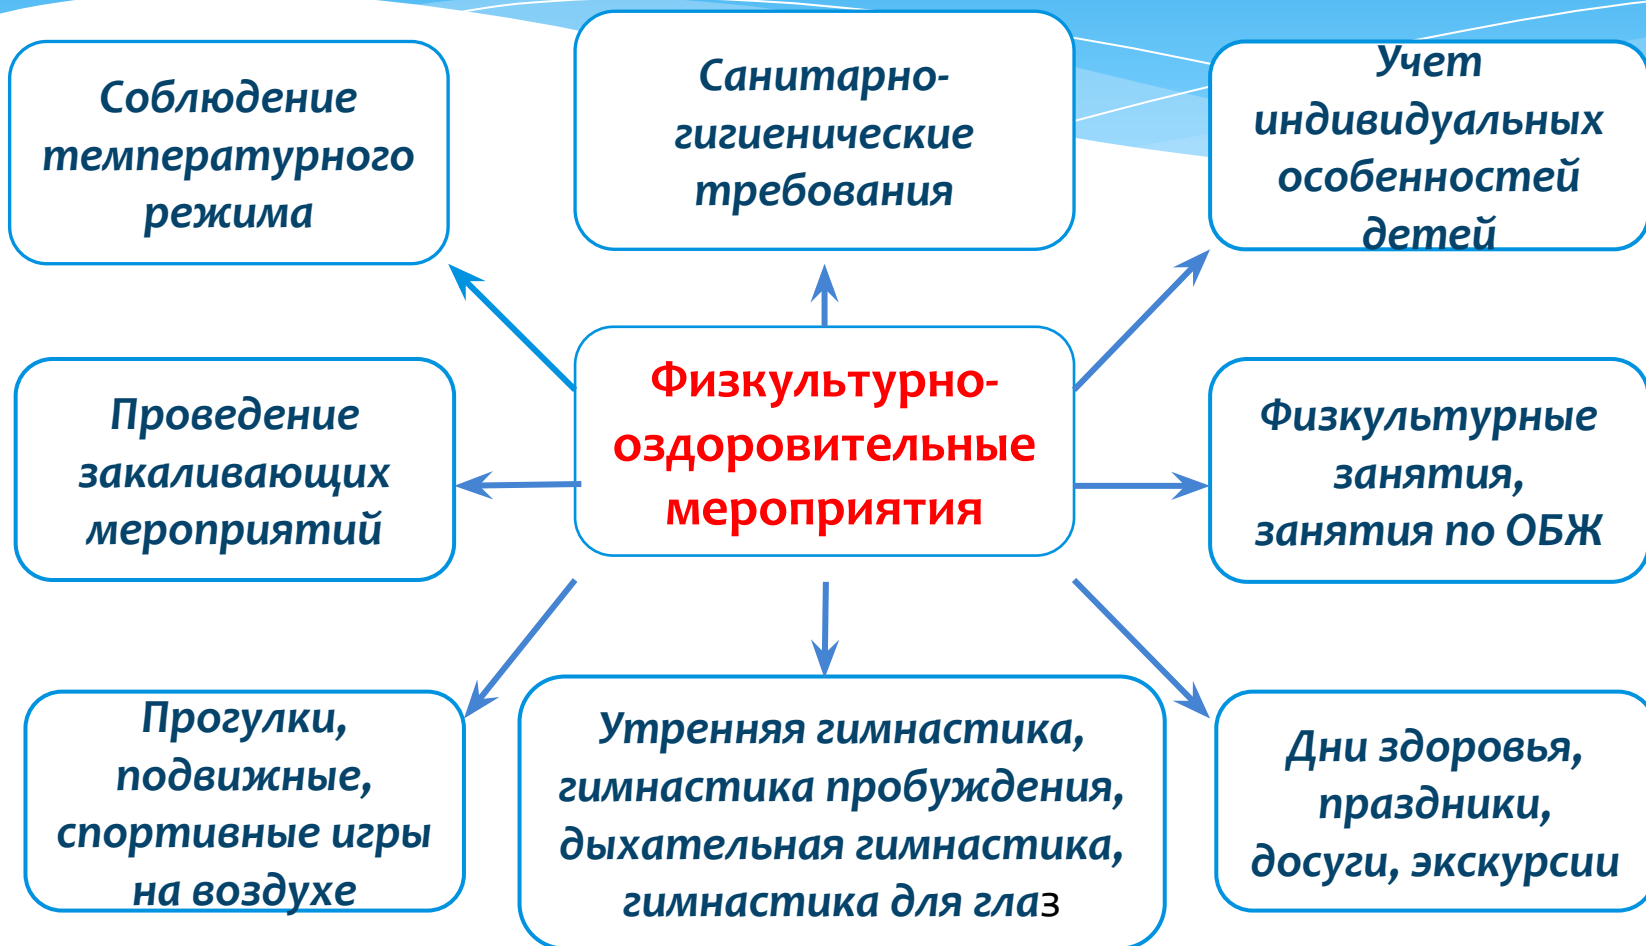 Соблюдение
температурного
режима
Санитарно-
гигиенические
требования
Учет
индивидуальных
особенностей
детей
Проведение
закаливающих
мероприятий
Физкультурно-
оздоровительные
мероприятия
Физкультурные
занятия,
занятия по ОБЖ
Прогулки,
подвижные,
спортивные игры
на воздухе
Утренняя гимнастика,
гимнастика пробуждения,
дыхательная гимнастика,
гимнастика для глаз
Дни здоровья,
праздники,
досуги, экскурсии